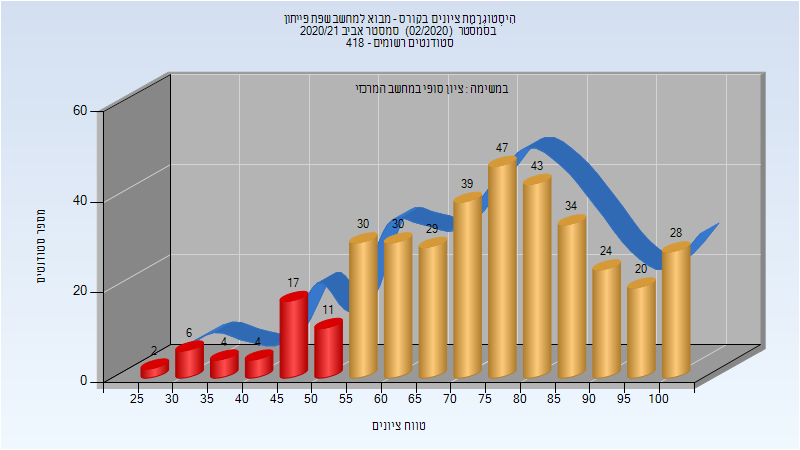 היסטוגרמת ציונים בקורס - מבוא למחשב שפת פייתון
בסמסטר (02/2020) סמסטר אביב 2020/21
סטודנטים רשומים - 418
במשימה : ציון סופי במחשב המרכזי
מספר סטודנטים
60
40
20
0
2
6
4
4
17
11
30
30
29
39
47
43
34
24
20
28
25 30 35 40 45 50 55 60 65 70 75 80 85 90 95 100
טווח ציונים